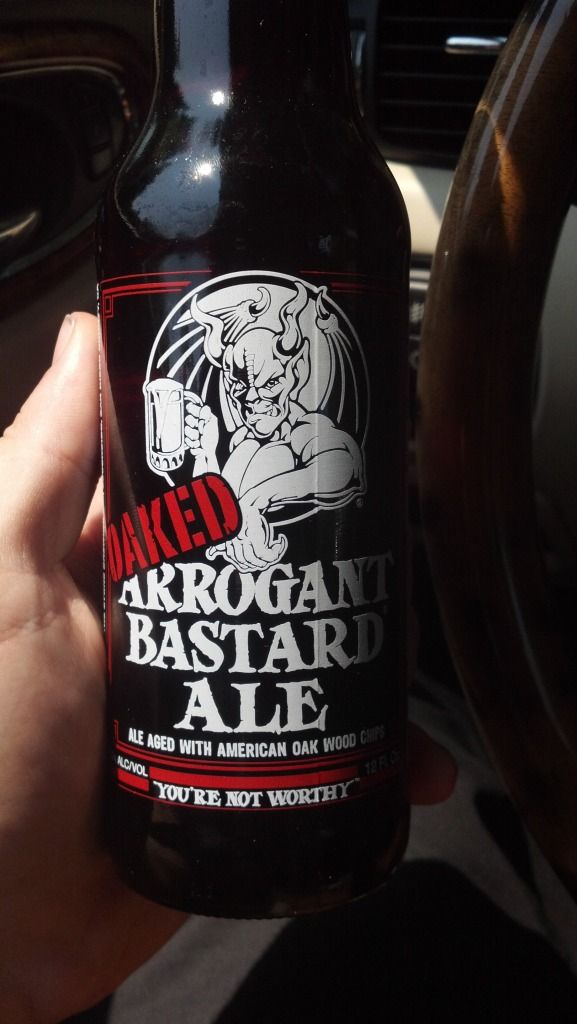 OAKED
ARROGANT
BASTARD
ALE
ALE AGED WITH AMERICAN OAK WOOD CHIPS
ALC/VOL 12 FL
"YOU'RE NOT WORTHY"